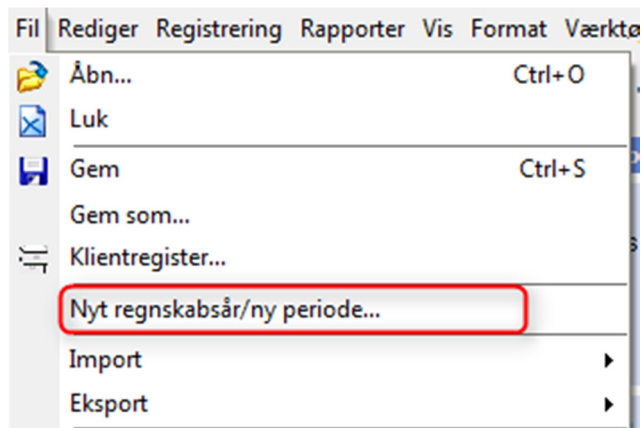 Fil Rediger Registrering Rapporter Vis Format
Åbn... Ctrl+O
Luk
Gem Ctrl+S
Gem som...
Klientregister...
Nyt regnskabsår/ny periode...
Import
Eksport